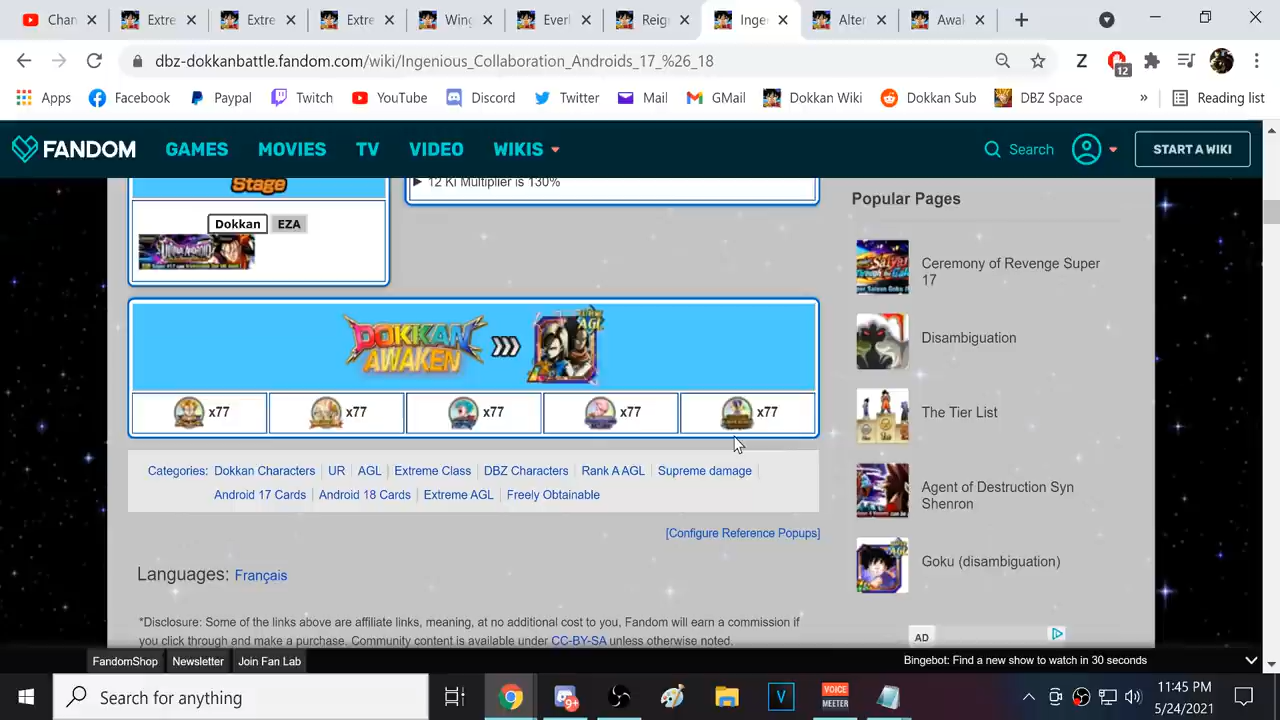 Chan
Extre
Extre
Extre
Wing
Everl
Reign
Inge
Alter
Awak
dbz-dokkanbattle.fandom.com/wiki/Ingenious_Collaboration_Androids_17_%26_18
Z
12
Apps
Facebook
Paypal
Twitch
YouTube
Discord
Twitter
Mail
GMail
Dokkan Wiki
Dokkan Sub
DBZ Space
»
Reading list
FANDOM
GAMES
MOVIES
TV
VIDEO
WIKIS
Search
START A WIKI
Stage
12 Ki Multiplier is 130%
Dokkan
EZA
DOKKAN
AWAKEN
AGL
x77
x77
x77
x77
x77
Categories: Dokkan Characters | UR | AGL | Extreme Class | DBZ Characters | Rank A AGL | Supreme damage |
Android 17 Cards | Android 18 Cards | Extreme AGL | Freely Obtainable
[Configure Reference Popups]
Languages: Français
*Disclosure: Some of the links above are affiliate links, meaning, at no additional cost to you, Fandom will earn a commission if
you click through and make a purchase. Community content is available under CC-BY-SA unless otherwise noted.
Popular Pages
Ceremony of Revenge Super
17
Disambiguation
The Tier List
Agent of Destruction Syn
Shenron
Goku (disambiguation)
AD
FandomShop
Newsletter
Join Fan Lab
Bingebot: Find a new show to watch in 30 seconds
Search for anything
9+
V
VOICE
MEETER
11:45 PM
5/24/2021